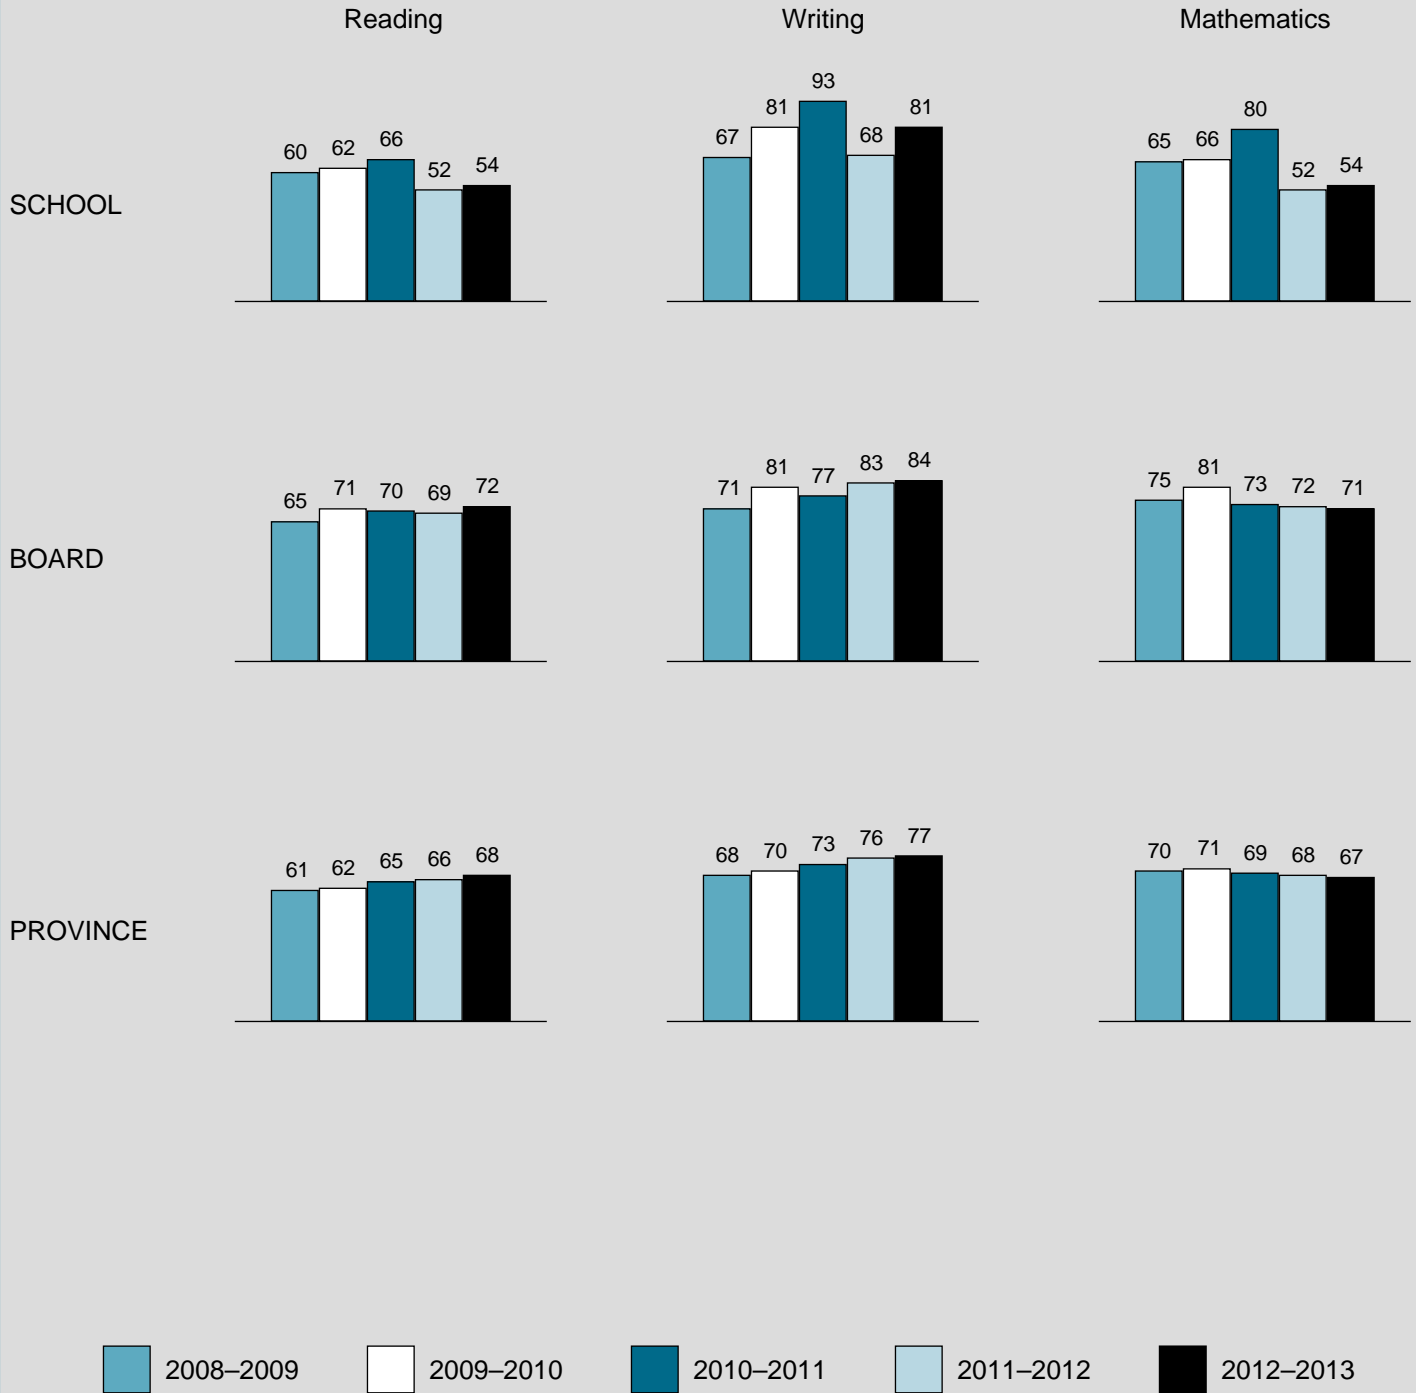 Reading Writing Mathematics
SCHOOL
60 62 66 52 54
67 81 93 68 81
65 66 80 52 54
BOARD
65 71 70 69 72
71 81 77 83 84
75 81 73 72 71
PROVINCE
61 62 65 66 68
68 70 73 76 77
70 71 69 68 67
2008–2009 2009–2010 2010–2011 2011–2012 2012–2013